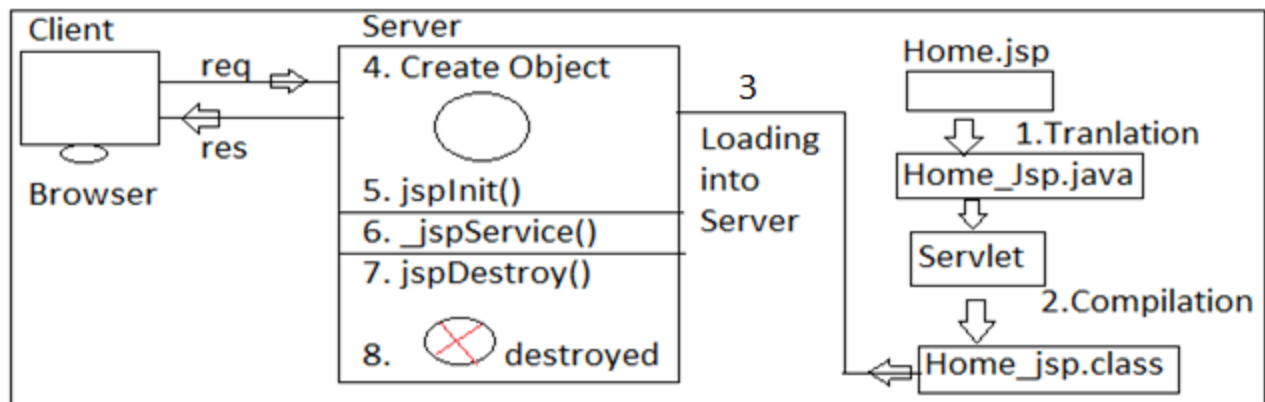 Client
Server
req
4. Create Object
res
Browser
5. jspInit()
6. _jspService()
7. jspDestroy()
8.
destroyed
3
Loading
into
Server
Home.jsp
1.Tranlation
Home_Jsp.java
Servlet
2.Compilation
Home_jsp.class